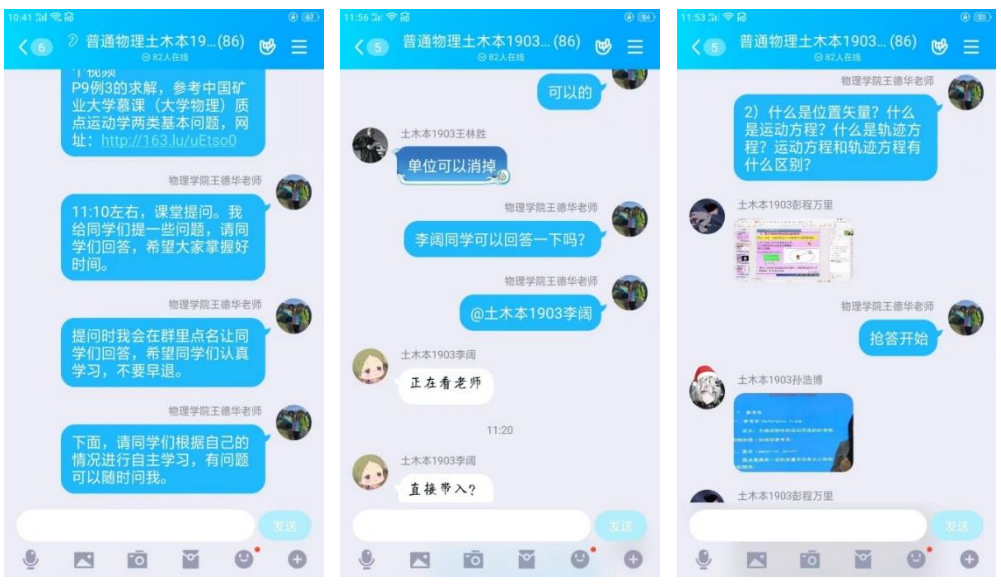 10:41
87
6
普通物理土木本19...(86)
82人在线
个视频
P9例3的求解，参考中国矿
业大学慕课（大学物理）质
点运动学两类基本问题，网
址：http://163.lu/uEtso0
物理学院王德华老师
11:10左右，课堂提问。我
给同学们提一些问题，请同
学们回答，希望大家掌握好
时间。
物理学院王德华老师
提问时我会在群里点名让同
学们回答，希望同学们认真
学习，不要早退。
物理学院王德华老师
下面，请同学们根据自己的
情况进行自主学习，有问题
可以随时问我。
发送
11:56
5
普通物理土木本1903...(86)
82人在线
可以的
土木本1903王林胜
单位可以消掉
物理学院王德华老师
李阔同学可以回答一下吗？
物理学院王德华老师
@土木本1903李阔
土木本1903李阔
正在看老师
11:20
土木本1903李阔
直接带入？
发送
11:53
5
普通物理土木本1903...(86)
82人在线
物理学院王德华老师
2）什么是位置矢量？什么
是运动方程？什么是轨迹方
程？运动方程和轨迹方程有
什么区别？
土木本1903彭程万里
物理学院王德华老师
抢答开始
土木本1903孙浩博
土木本1903彭程万里
发送